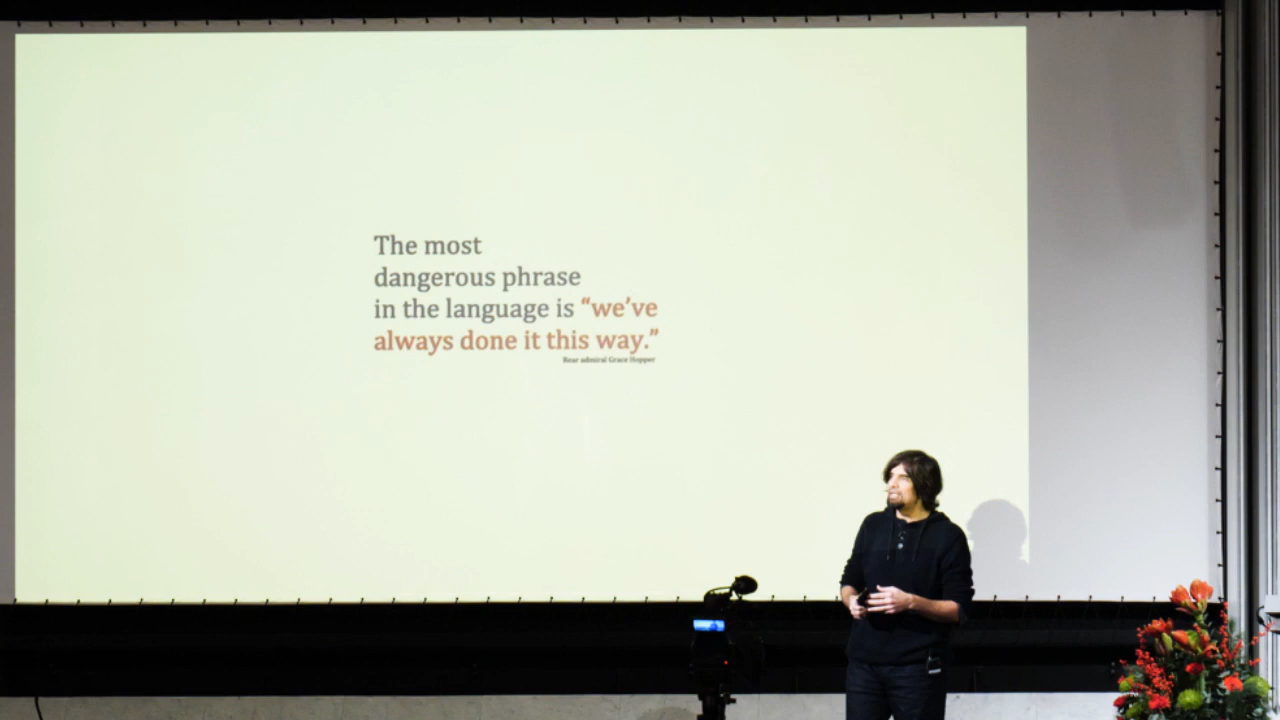 The most
dangerous phrase
in the language is “we’ve
always done it this way.”
Rear admiral Grace Hopper